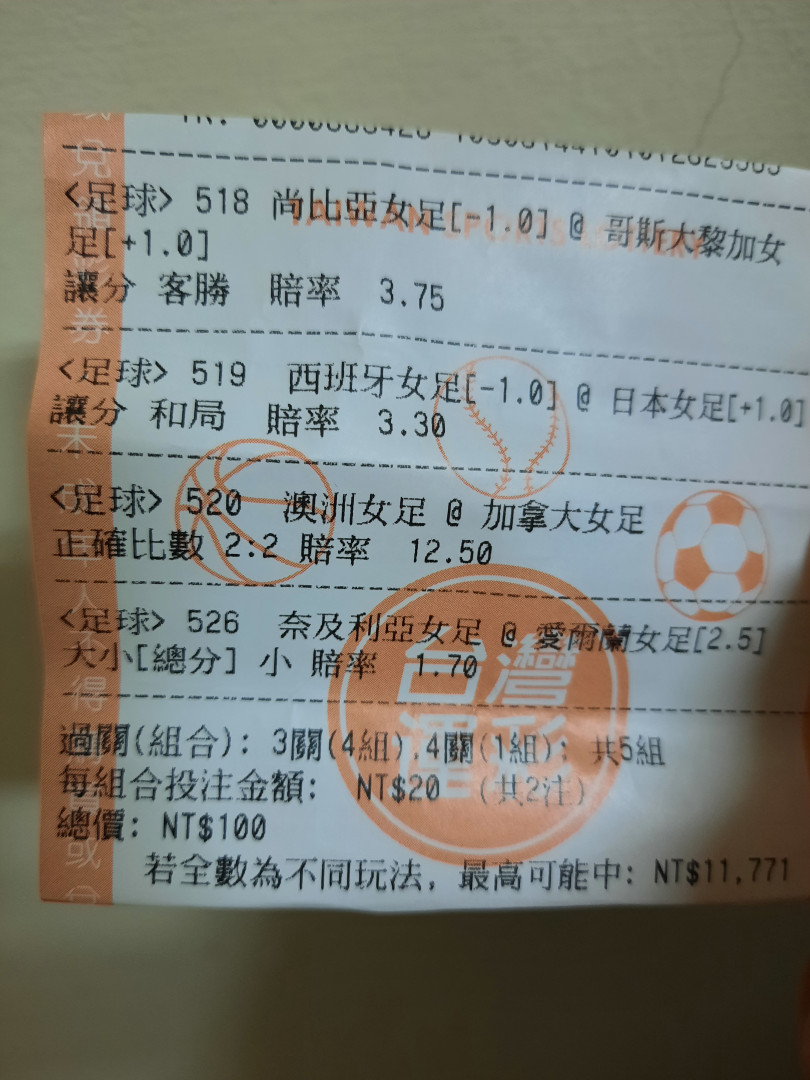 <足球> 518 尚比亞女足[-1.0] @ 哥斯大黎加女
足[+1.0]
讓分 客勝 賠率 3.75
<足球> 519 西班牙女足[-1.0] @ 日本女足[+1.0]
讓分 和局 賠率 3.30
<足球> 520 澳洲女足 @ 加拿大女足
正確比數 2:2 賠率 12.50
<足球> 526 奈及利亞女足 @ 愛爾蘭女足[2.5]
大小[總分] 小 賠率 1.70
過關(組合): 3關(4組),4關(1組): 共5組
每組合投注金額: NT$20 (共2注)
總價: NT$100
若全數為不同玩法, 最高可能中: NT$11,771
TAIWAN SPORTS LOTTERY
台灣
運彩